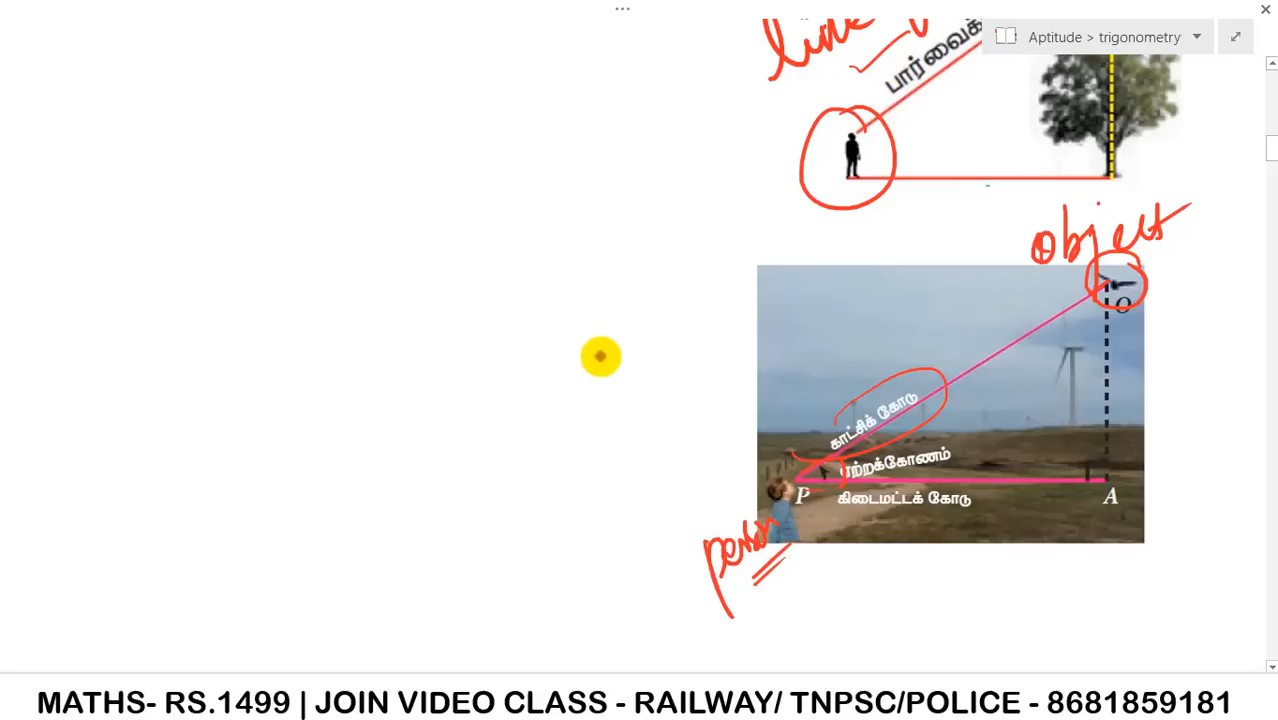 Aptitude > trigonometry
line
object
O
காட்சிக் கோடு
ஏற்றக்கோணம்
P
A
கிடைமட்டக் கோடு
person
MATHS- RS.1499 | JOIN VIDEO CLASS - RAILWAY/ TNPSC/POLICE - 8681859181